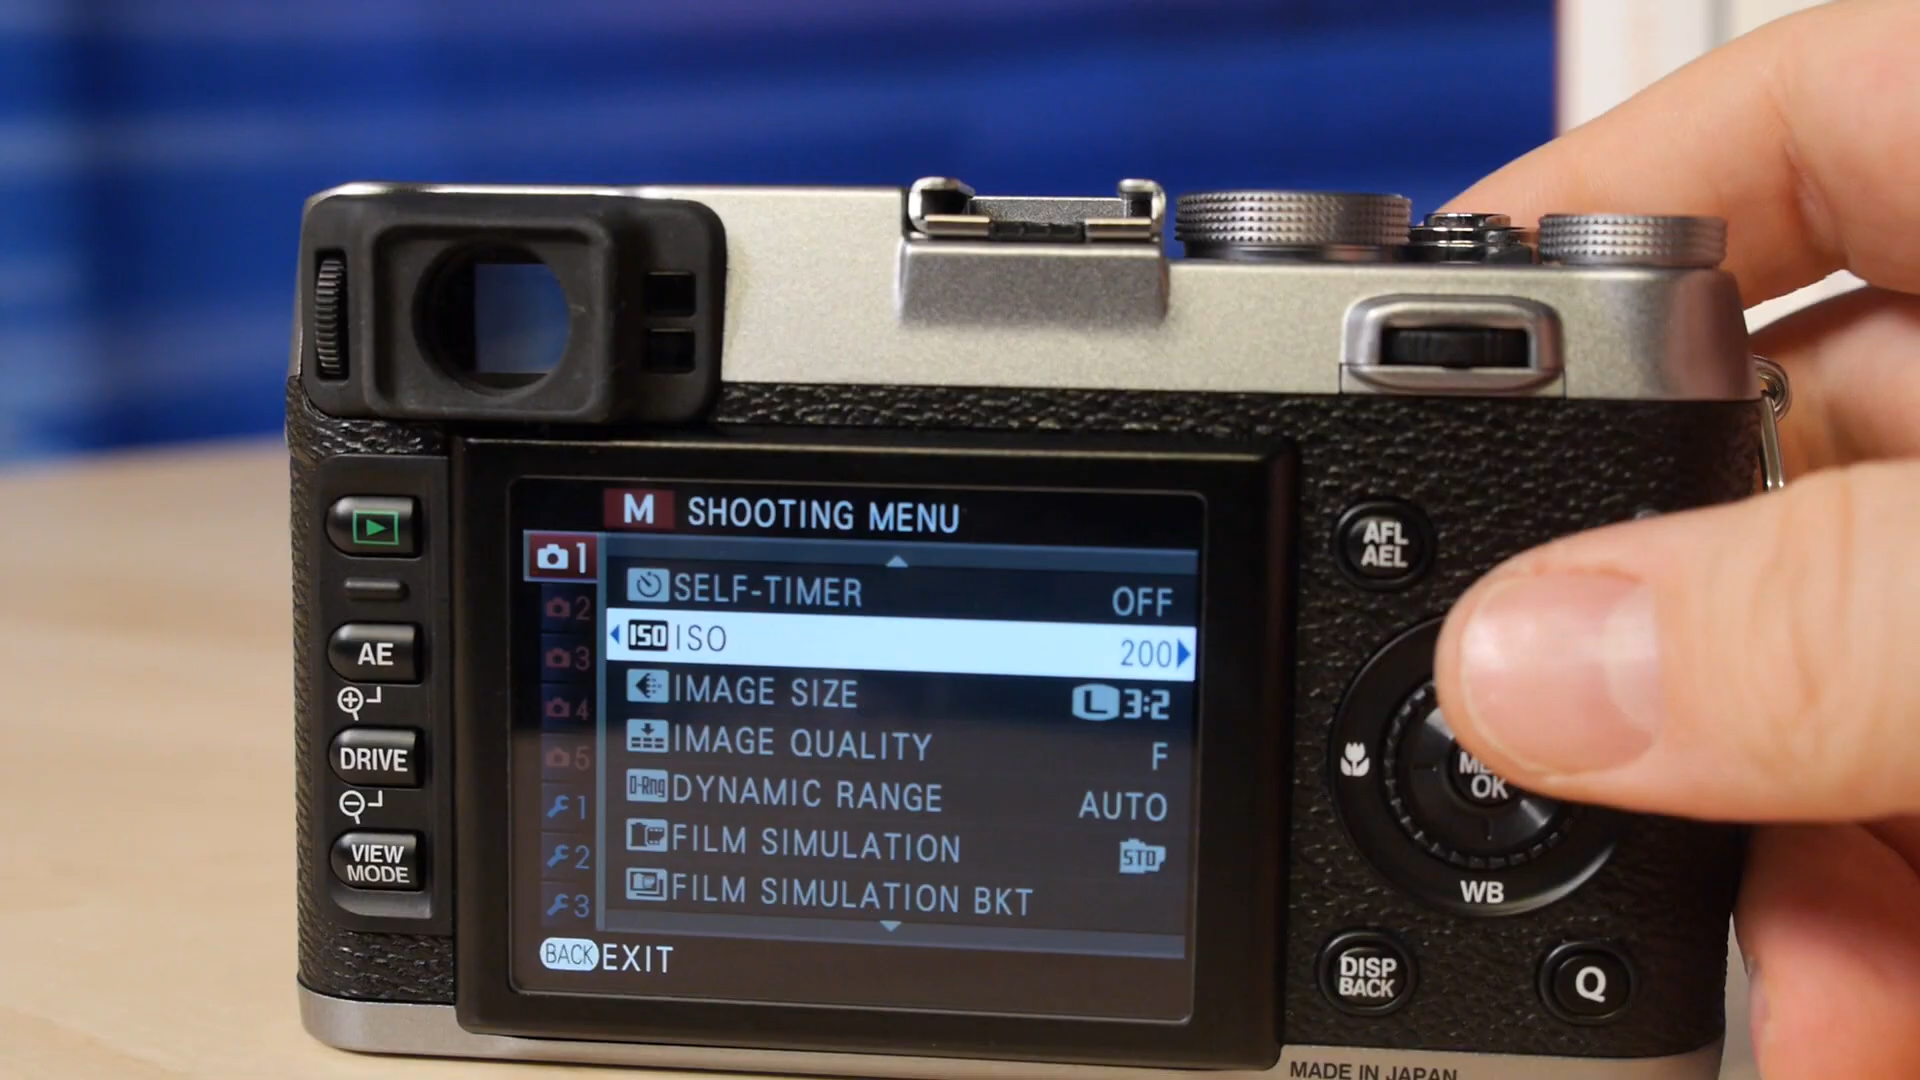 M SHOOTING MENU
1
SELF-TIMER OFF
2
ISO ISO 200
3
IMAGE SIZE L 3:2
4
IMAGE QUALITY F
5
D-Rng DYNAMIC RANGE AUTO
1
FILM SIMULATION STD
2
FILM SIMULATION BKT
3
BACK EXIT
AE
DRIVE
VIEW
MODE
AFL
AEL
OK
WB
DISP
BACK
Q
MADE IN JAPAN